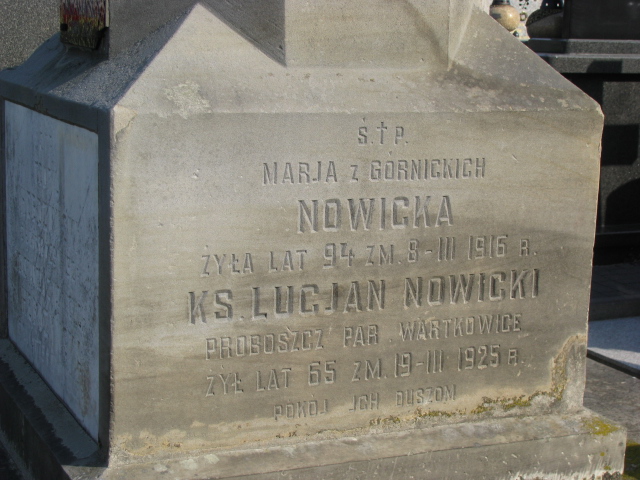 Ś.†P.
MARJA z GÓRNICKICH
NOWICKA
ŻYŁA LAT 94 ZM. 8-III 1916 R.
KS. LUCJAN NOWICKI
PROBOSZCZ PAR. WARTKOWICE
ŻYŁ LAT 65 ZM. 19-III 1925 R.
POKÓJ ICH DUSZOM